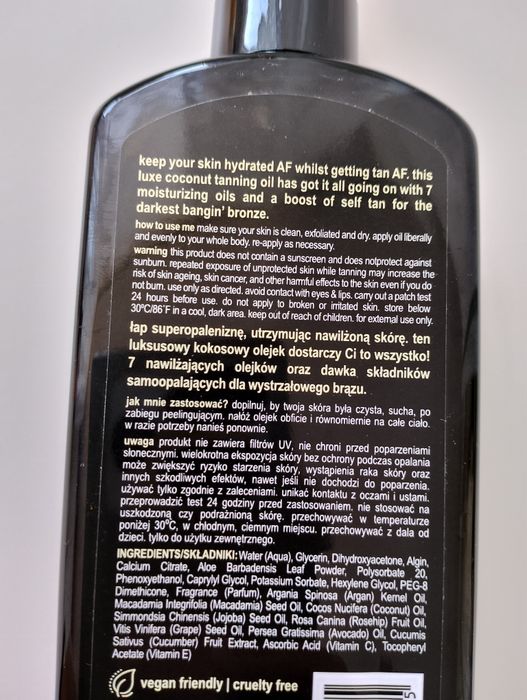 keep your skin hydrated AF whilst getting tan AF. this
luxe coconut tanning oil has got it all going on with 7
moisturizing oils and a boost of self tan for the
darkest bangin' bronze.
how to use me make sure your skin is clean, exfoliated and dry. apply oil liberally
and evenly to your whole body. re-apply as necessary.
warning this product does not contain a sunscreen and does notprotect against
sunburn. repeated exposure of unprotected skin while tanning may increase the
risk of skin ageing, skin cancer, and other harmful effects to the skin even if you do
not burn. use only as directed. avoid contact with eyes & lips. carry out a patch test
24 hours before use. do not apply to broken or irritated skin. store below
30°C/86°F in a cool, dark area. keep out of reach of children. for external use only.
łap superopaleniznę, utrzymując nawilżoną skórę. ten
luksusowy kokosowy olejek dostarczy Ci to wszystko!
7 nawilżających olejków oraz dawka składników
samoopalających dla wystrzałowego brązu.
jak mnie zastosować? dopilnuj, by twoja skóra była czysta, sucha, po
zabiegu peelingującym. nałóż olejek obficie i równomiernie na całe ciało.
w razie potrzeby nanieś ponownie.
uwaga produkt nie zawiera filtrów UV, nie chroni przed poparzeniami
słonecznymi. wielokrotna ekspozycja skóry bez ochrony podczas opalania
może zwiększyć ryzyko starzenia skóry, wystąpienia raka skóry oraz
innych szkodliwych efektów, nawet jeśli nie dochodzi do poparzenia.
używać tylko zgodnie z zaleceniami. unikać kontaktu z oczami i ustami.
przeprowadzić test 24 godziny przed zastosowaniem. nie stosować na
uszkodzoną czy podrażnioną skórę. przechowywać w temperaturze
poniżej 30°C, w chłodnym, ciemnym miejscu. przechowywać z dala od
dzieci. tylko do użytku zewnętrznego.
INGREDIENTS/SKŁADNIKI: Water (Aqua), Glycerin, Dihydroxyacetone, Algin,
Calcium Citrate, Aloe Barbadensis Leaf Powder, Polysorbate 20,
Phenoxyethanol, Caprylyl Glycol, Potassium Sorbate, Hexylene Glycol, PEG-8
Dimethicone, Fragrance (Parfum), Argania Spinosa (Argan) Kernel Oil,
Macadamia Integrifolia (Macadamia) Seed Oil, Cocos Nucifera (Coconut) Oil,
Simmondsia Chinensis (Jojoba) Seed Oil, Rosa Canina (Rosehip) Fruit Oil,
Vitis Vinifera (Grape) Seed Oil, Persea Gratissima (Avocado) Oil, Cucumis
Sativus (Cucumber) Fruit Extract, Ascorbic Acid (Vitamin C), Tocopheryl
Acetate (Vitamin E)
vegan friendly | cruelty free
5